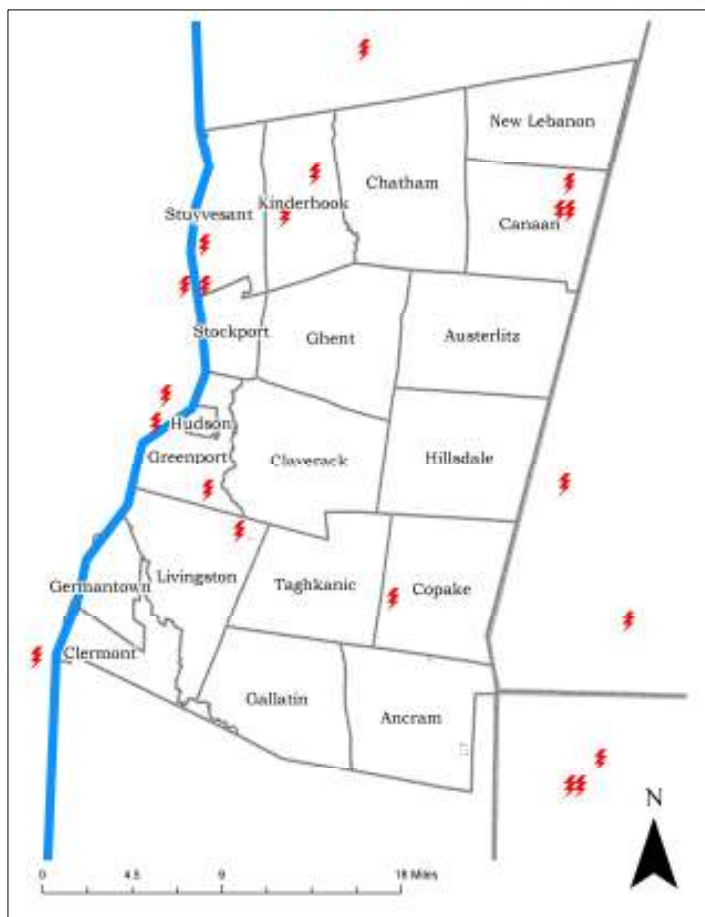 New Lebanon
Chatham
Kinderhook
Stuyvesant
Canaan
Stockport
Ghent
Austerlitz
Hudson
Greenport
Claverack
Hillsdale
Livingston
Germantown
Taghkanic
Copake
Clermont
Gallatin
Ancram
N
0 4.5 9 18 Miles